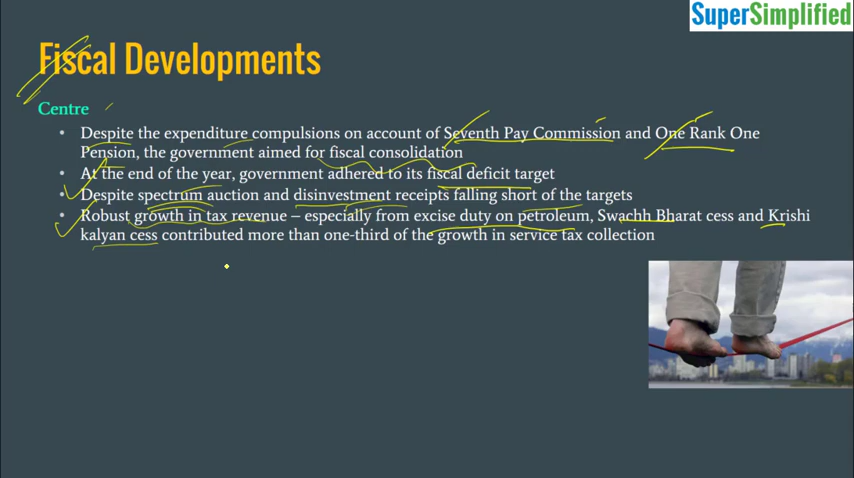 SuperSimplified
Fiscal Developments
Centre
• Despite the expenditure compulsions on account of Seventh Pay Commission and One Rank One
Pension, the government aimed for fiscal consolidation
• At the end of the year, government adhered to its fiscal deficit target
• Despite spectrum auction and disinvestment receipts falling short of the targets
• Robust growth in tax revenue – especially from excise duty on petroleum, Swachh Bharat cess and Krishi
kalyan cess contributed more than one-third of the growth in service tax collection